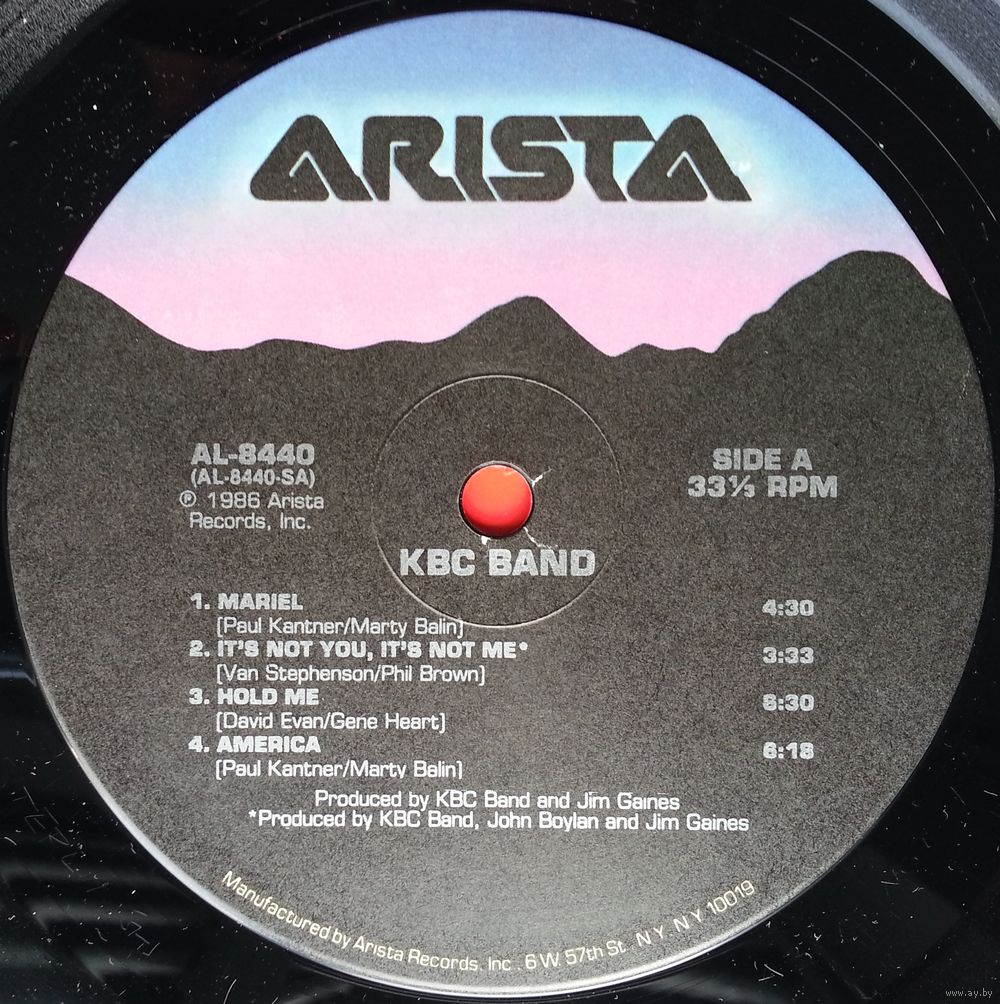 ARISTA
AL-8440
(AL-8440-SA)
℗ 1986 Arista
Records, Inc.
SIDE A
33⅓ RPM
KBC BAND
1. MARIEL 4:30
[Paul Kantner/Marty Balin]
2. IT'S NOT YOU, IT'S NOT ME* 3:33
[Van Stephenson/Phil Brown]
3. HOLD ME 6:30
[David Evan/Gene Heart]
4. AMERICA 6:18
[Paul Kantner/Marty Balin]
Produced by KBC Band and Jim Gaines
*Produced by KBC Band, John Boylan and Jim Gaines
Manufactured by Arista Records, Inc. 6 W. 57th St. N.Y. N.Y. 10019
www.ay.by